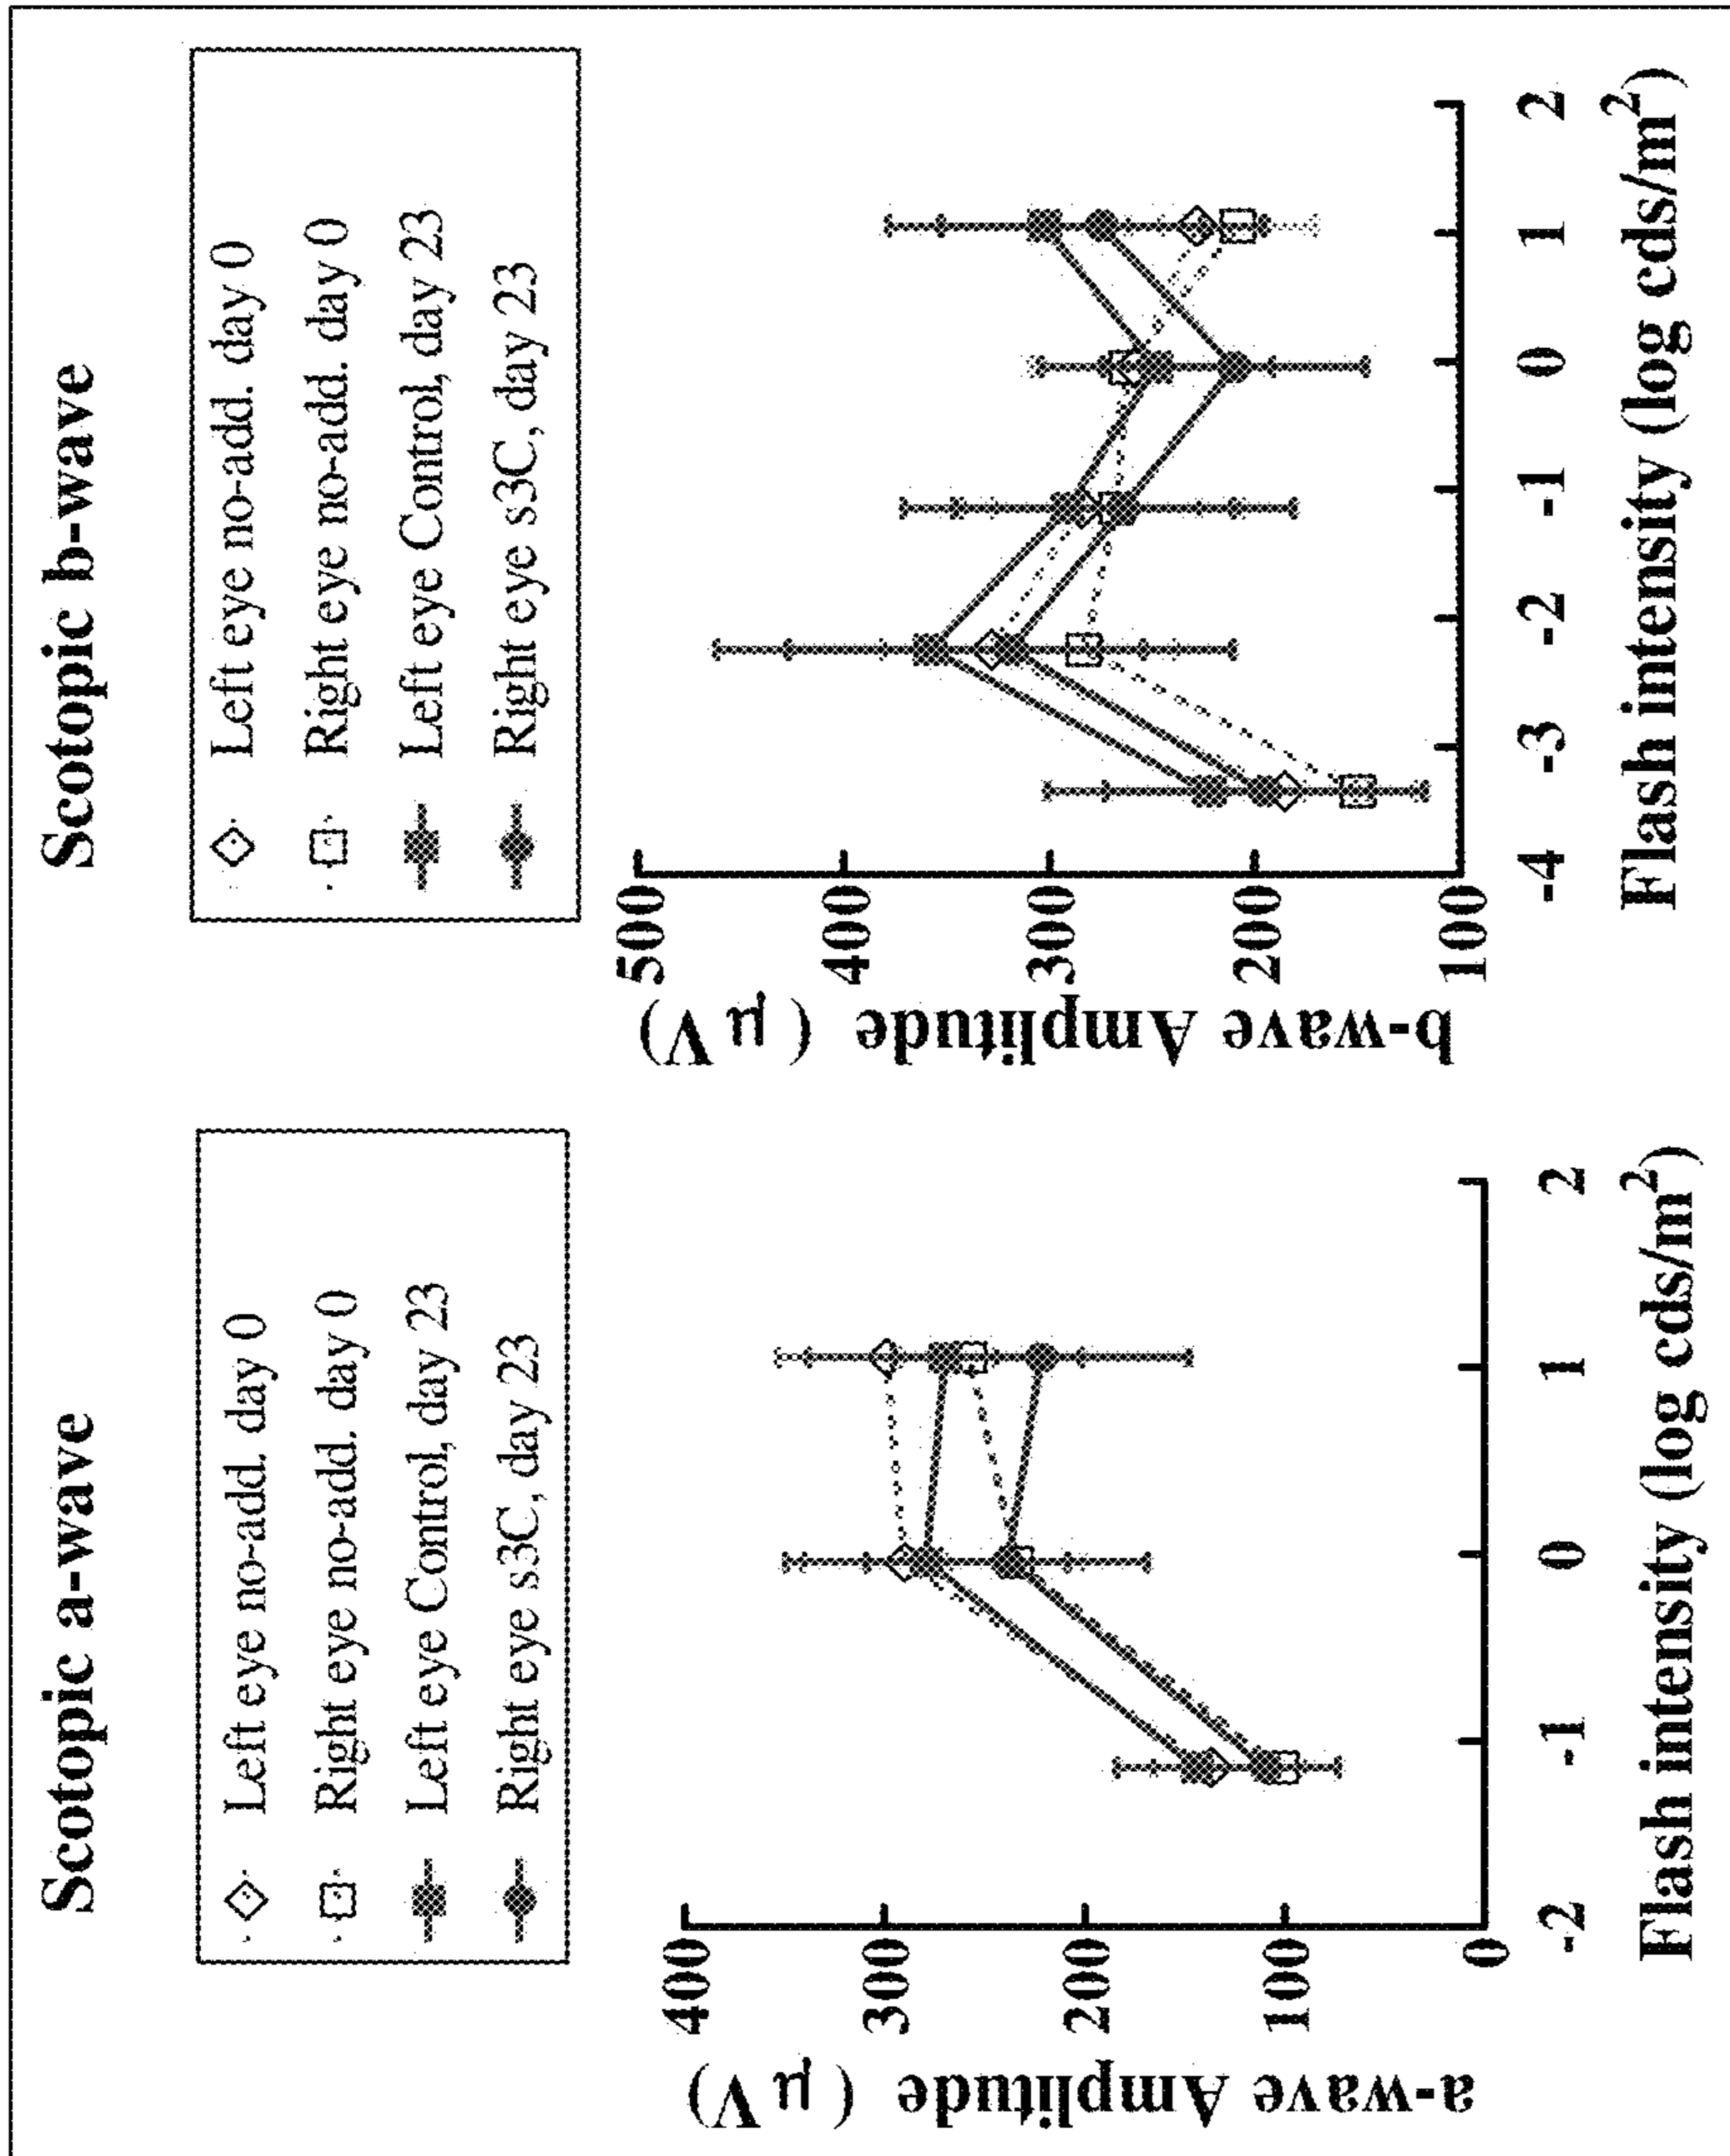 Scotopic a-wave
Left eye no-add. day 0
Right eye no-add. day 0
Left eye Control, day 23
Right eye s3C, day 23
a-wave Amplitude (μV)
400
300
200
100
0
-2 -1 0 1 2
Flash intensity (log cds/m²)
Scotopic b-wave
Left eye no-add. day 0
Right eye no-add. day 0
Left eye Control, day 23
Right eye s3C, day 23
b-wave Amplitude (μV)
500
400
300
200
100
-4 -3 -2 -1 0 1 2
Flash intensity (log cds/m²)